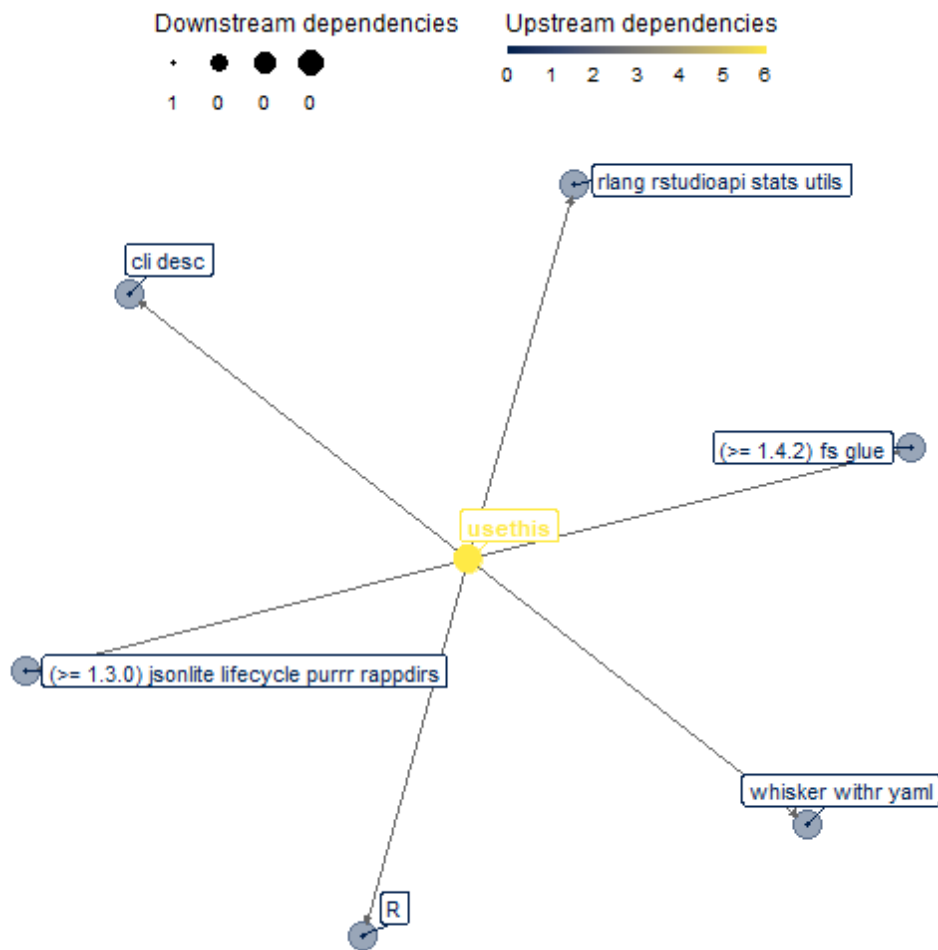 Downstream dependencies
Upstream dependencies
1 0 0 0
0 1 2 3 4 5 6
rlang rstudioapi stats utils
cli desc
(>= 1.4.2) fs glue
usethis
(>= 1.3.0) jsonlite lifecycle purrr rappdirs
whisker withr yaml
R